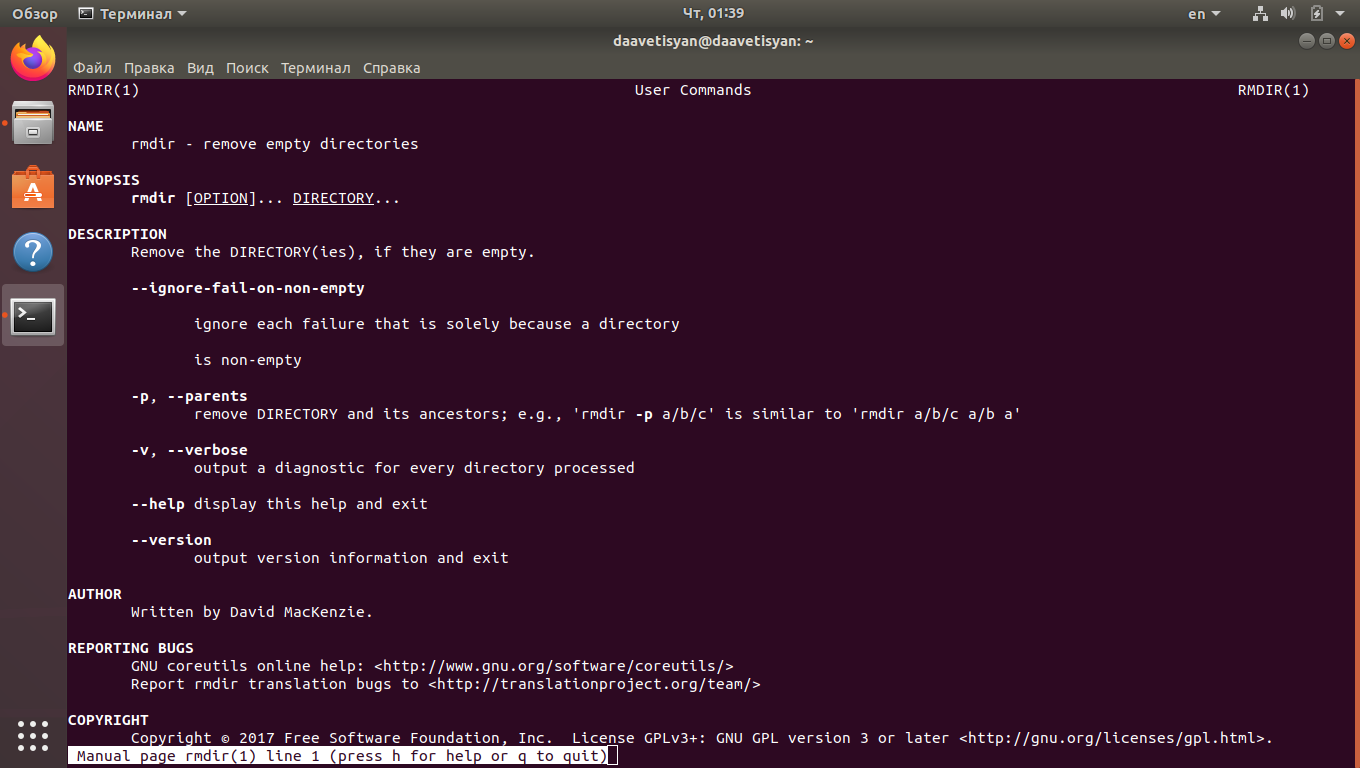 Обзор Терминал Чт, 01:39 en
daavetisyan@daavetisyan: ~
Файл Правка Вид Поиск Терминал Справка
RMDIR(1) User Commands RMDIR(1)
NAME
rmdir - remove empty directories
SYNOPSIS
rmdir [OPTION]... DIRECTORY...
DESCRIPTION
Remove the DIRECTORY(ies), if they are empty.
--ignore-fail-on-non-empty
ignore each failure that is solely because a directory
is non-empty
-p, --parents
remove DIRECTORY and its ancestors; e.g., 'rmdir -p a/b/c' is similar to 'rmdir a/b/c a/b a'
-v, --verbose
output a diagnostic for every directory processed
--help display this help and exit
--version
output version information and exit
AUTHOR
Written by David MacKenzie.
REPORTING BUGS
GNU coreutils online help: <http://www.gnu.org/software/coreutils/>
Report rmdir translation bugs to <http://translationproject.org/team/>
COPYRIGHT
Copyright © 2017 Free Software Foundation, Inc. License GPLv3+: GNU GPL version 3 or later <http://gnu.org/licenses/gpl.html>.
Manual page rmdir(1) line 1 (press h for help or q to quit)